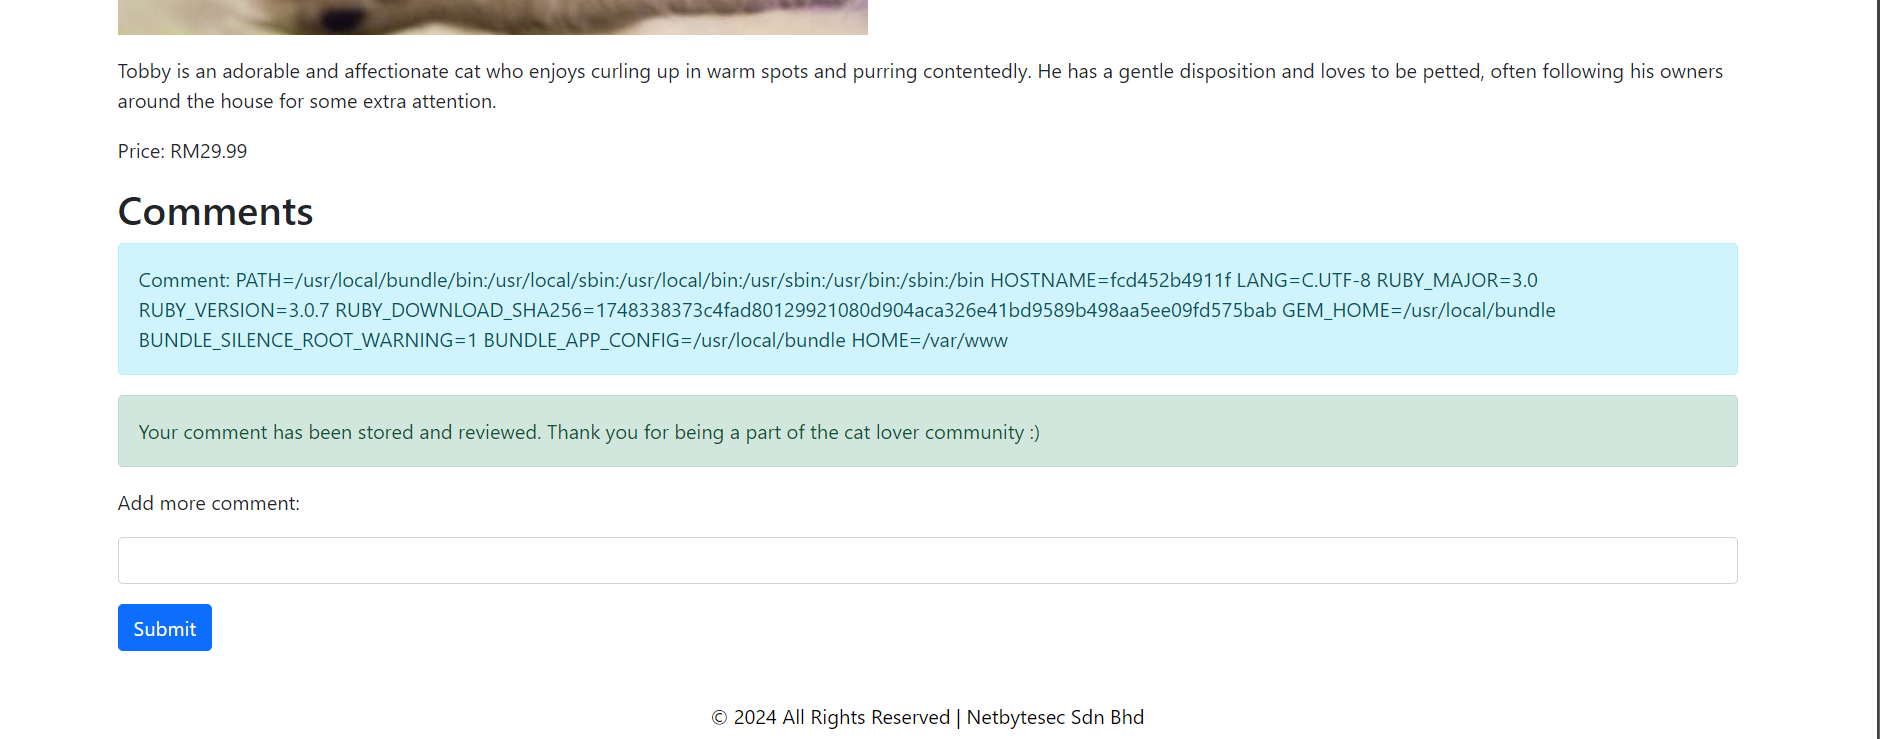 Tobby is an adorable and affectionate cat who enjoys curling up in warm spots and purring contentedly. He has a gentle disposition and loves to be petted, often following his owners
around the house for some extra attention.
Price: RM29.99
Comments
Comment: PATH=/usr/local/bundle/bin:/usr/local/sbin:/usr/local/bin:/usr/sbin:/usr/bin:/sbin:/bin HOSTNAME=fcd452b4911f LANG=C.UTF-8 RUBY_MAJOR=3.0
RUBY_VERSION=3.0.7 RUBY_DOWNLOAD_SHA256=1748338373c4fad80129921080d904aca326e41bd9589b498aa5ee09fd575bab GEM_HOME=/usr/local/bundle
BUNDLE_SILENCE_ROOT_WARNING=1 BUNDLE_APP_CONFIG=/usr/local/bundle HOME=/var/www
Your comment has been stored and reviewed. Thank you for being a part of the cat lover community :)
Add more comment:
Submit
© 2024 All Rights Reserved | Netbytesec Sdn Bhd